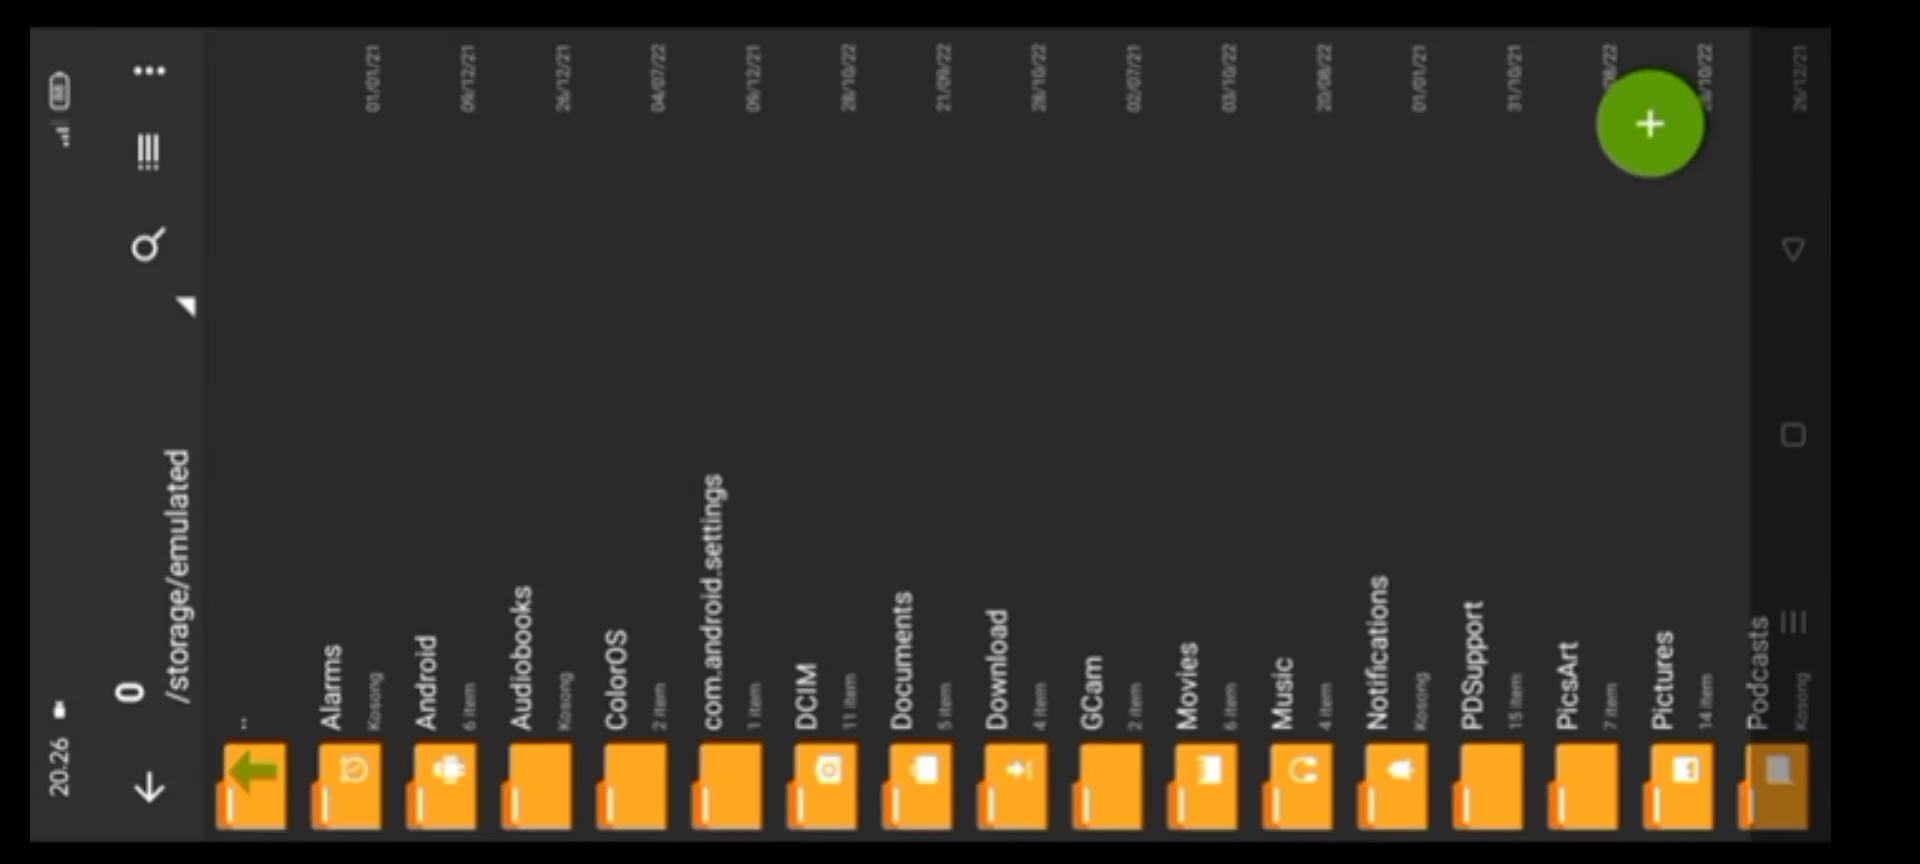 20.26
88
0
/storage/emulated
..
Alarms
Kosong
01/01/21
Android
6 item
09/12/21
Audiobooks
Kosong
26/12/21
ColorOS
2 item
04/07/22
com.android.settings
1 item
09/12/21
DCIM
11 item
28/10/22
Documents
5 item
21/09/22
Download
4 item
28/10/22
GCam
2 item
02/07/21
Movies
6 item
03/10/22
Music
4 item
20/08/22
Notifications
Kosong
01/01/21
PDSupport
15 item
31/10/21
PicsArt
7 item
Pictures
14 item
Podcasts
Kosong
26/12/21